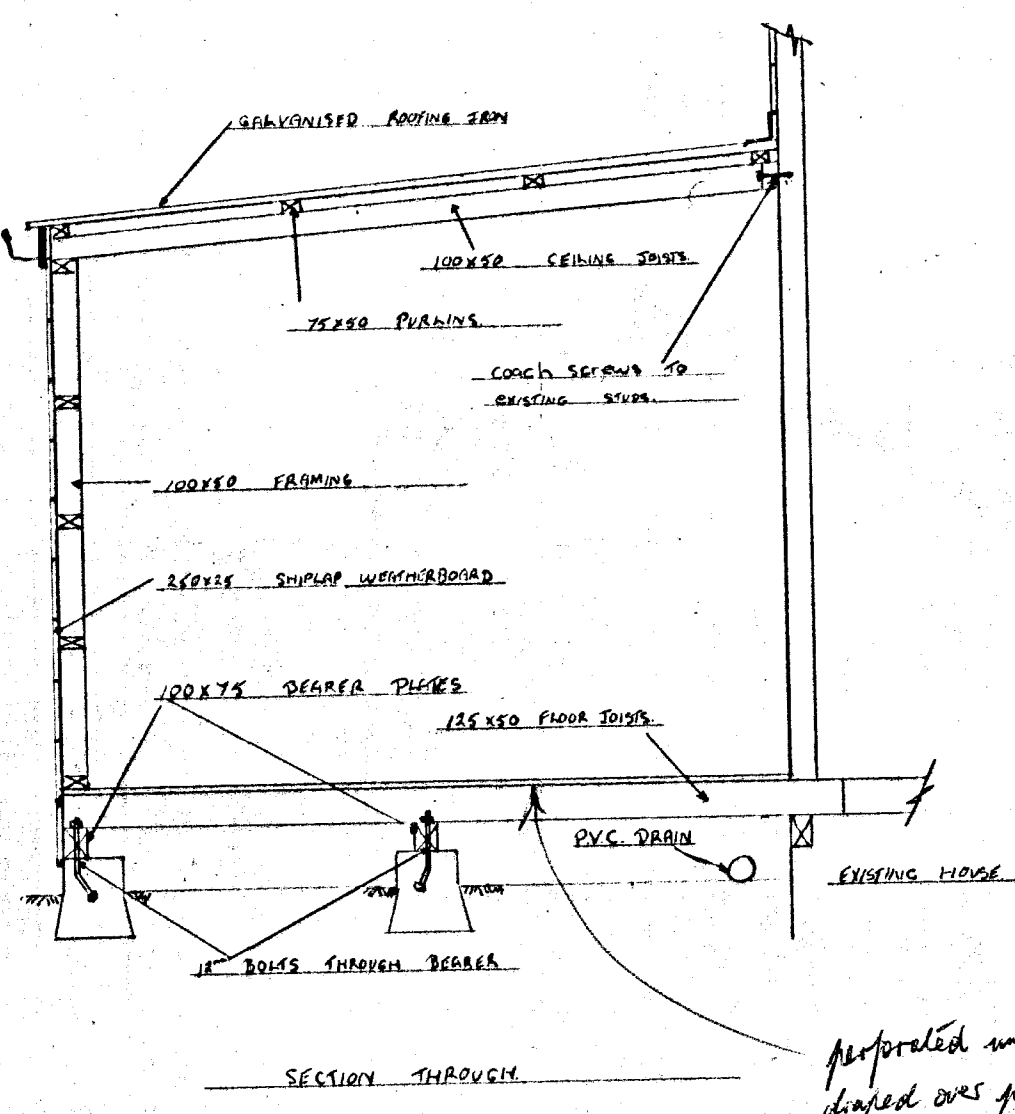 GALVANISED ROOFING IRON
100x50 CEILING JOISTS.
75x50 PURLINS.
coach screws TO
EXISTING STUDS.
100x50 FRAMING
250x25 SHIPLAP WEATHERBOARD
100x75 BEARER PLATES
125x50 FLOOR JOISTS.
P.V.C. DRAIN
EXISTING HOUSE
12mm BOLTS THROUGH BEARER
SECTION THROUGH.
perforated
draped over